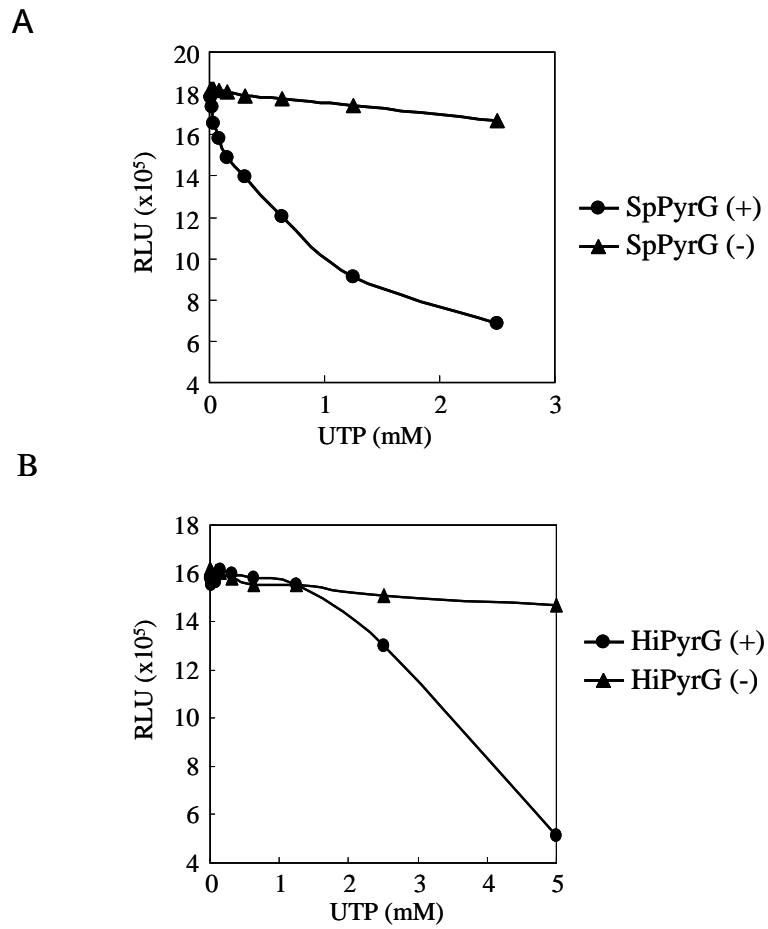 A
20
18
16
14
12
10
8
6
4
RLU (x10⁵)
0 1 2 3
UTP (mM)
SpPyrG (+)
SpPyrG (-)
B
18
16
14
12
10
8
6
4
RLU (x10⁵)
0 1 2 3 4 5
UTP (mM)
HiPyrG (+)
HiPyrG (-)